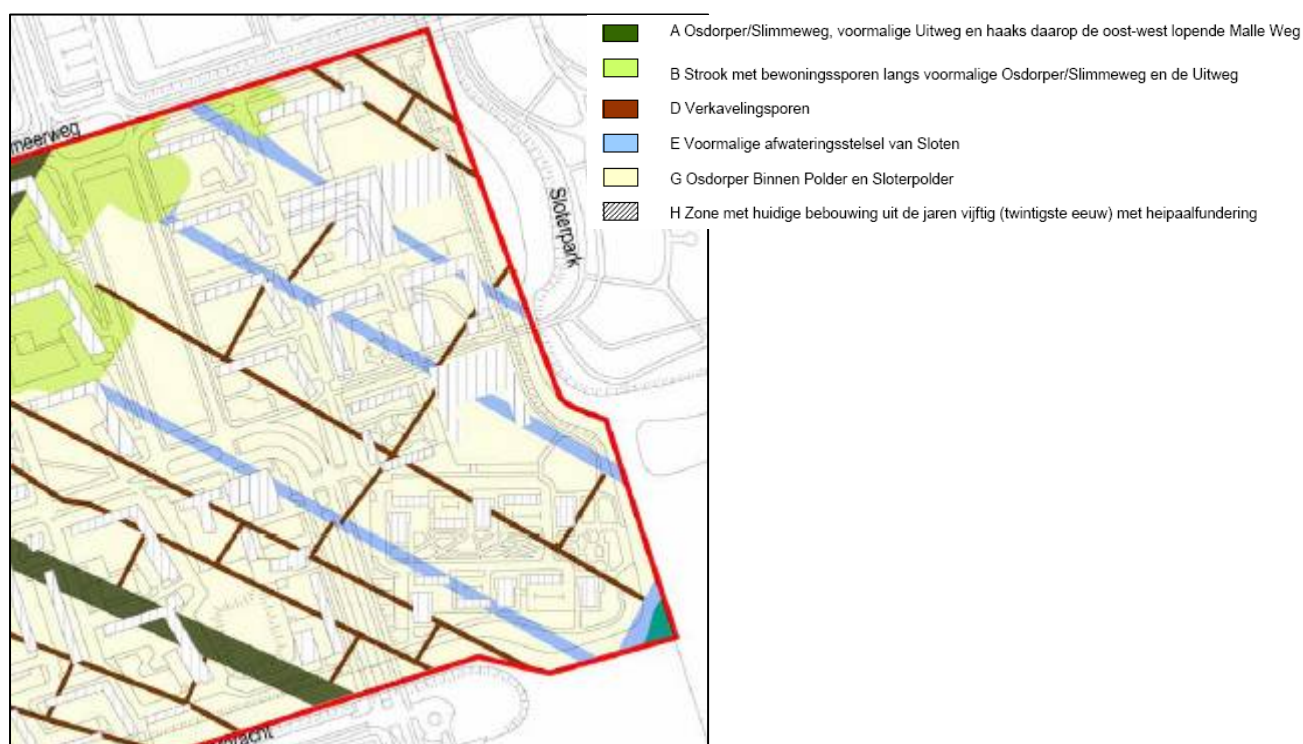 A Osdorper/Slimmeweg, voormalige Uitweg en haaks daarop de oost-west lopende Malle Weg
B Strook met bewoningssporen langs voormalige Osdorper/Slimmeweg en de Uitweg
D Verkavelingsporen
E Voormalige afwateringsstelsel van Sloten
G Osdorper Binnen Polder en Sloterpolder
H Zone met huidige bebouwing uit de jaren vijftig (twintigste eeuw) met heipaalfundering
meerweg
Sloterpark